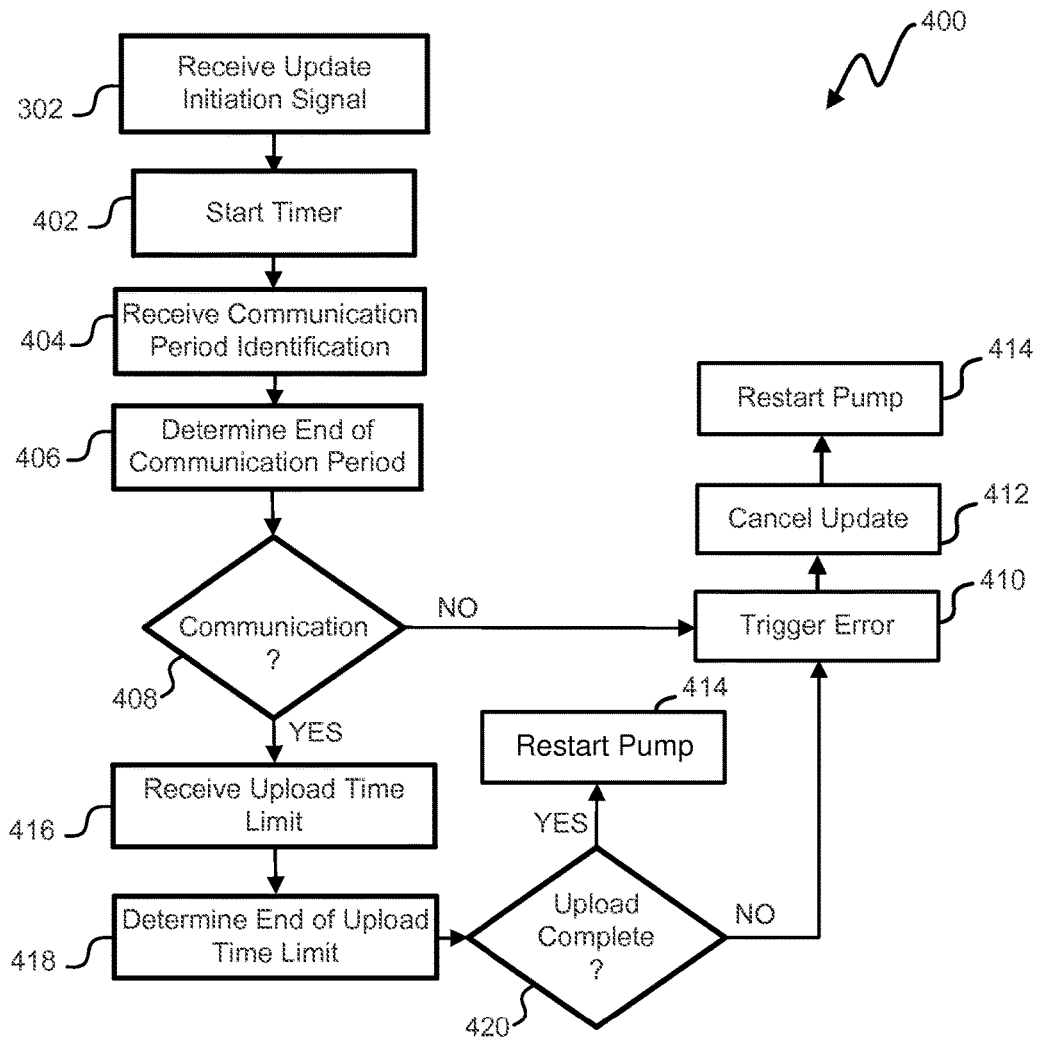 400
Receive Update
Initiation Signal
302
Start Timer
402
Receive Communication
Period Identification
404
Determine End of
Communication Period
406
Communication
?
408
NO
YES
Restart Pump
414
Cancel Update
412
Trigger Error
410
Receive Upload Time
Limit
416
Determine End of Upload
Time Limit
418
Upload
Complete
?
420
YES
NO
Restart Pump
414